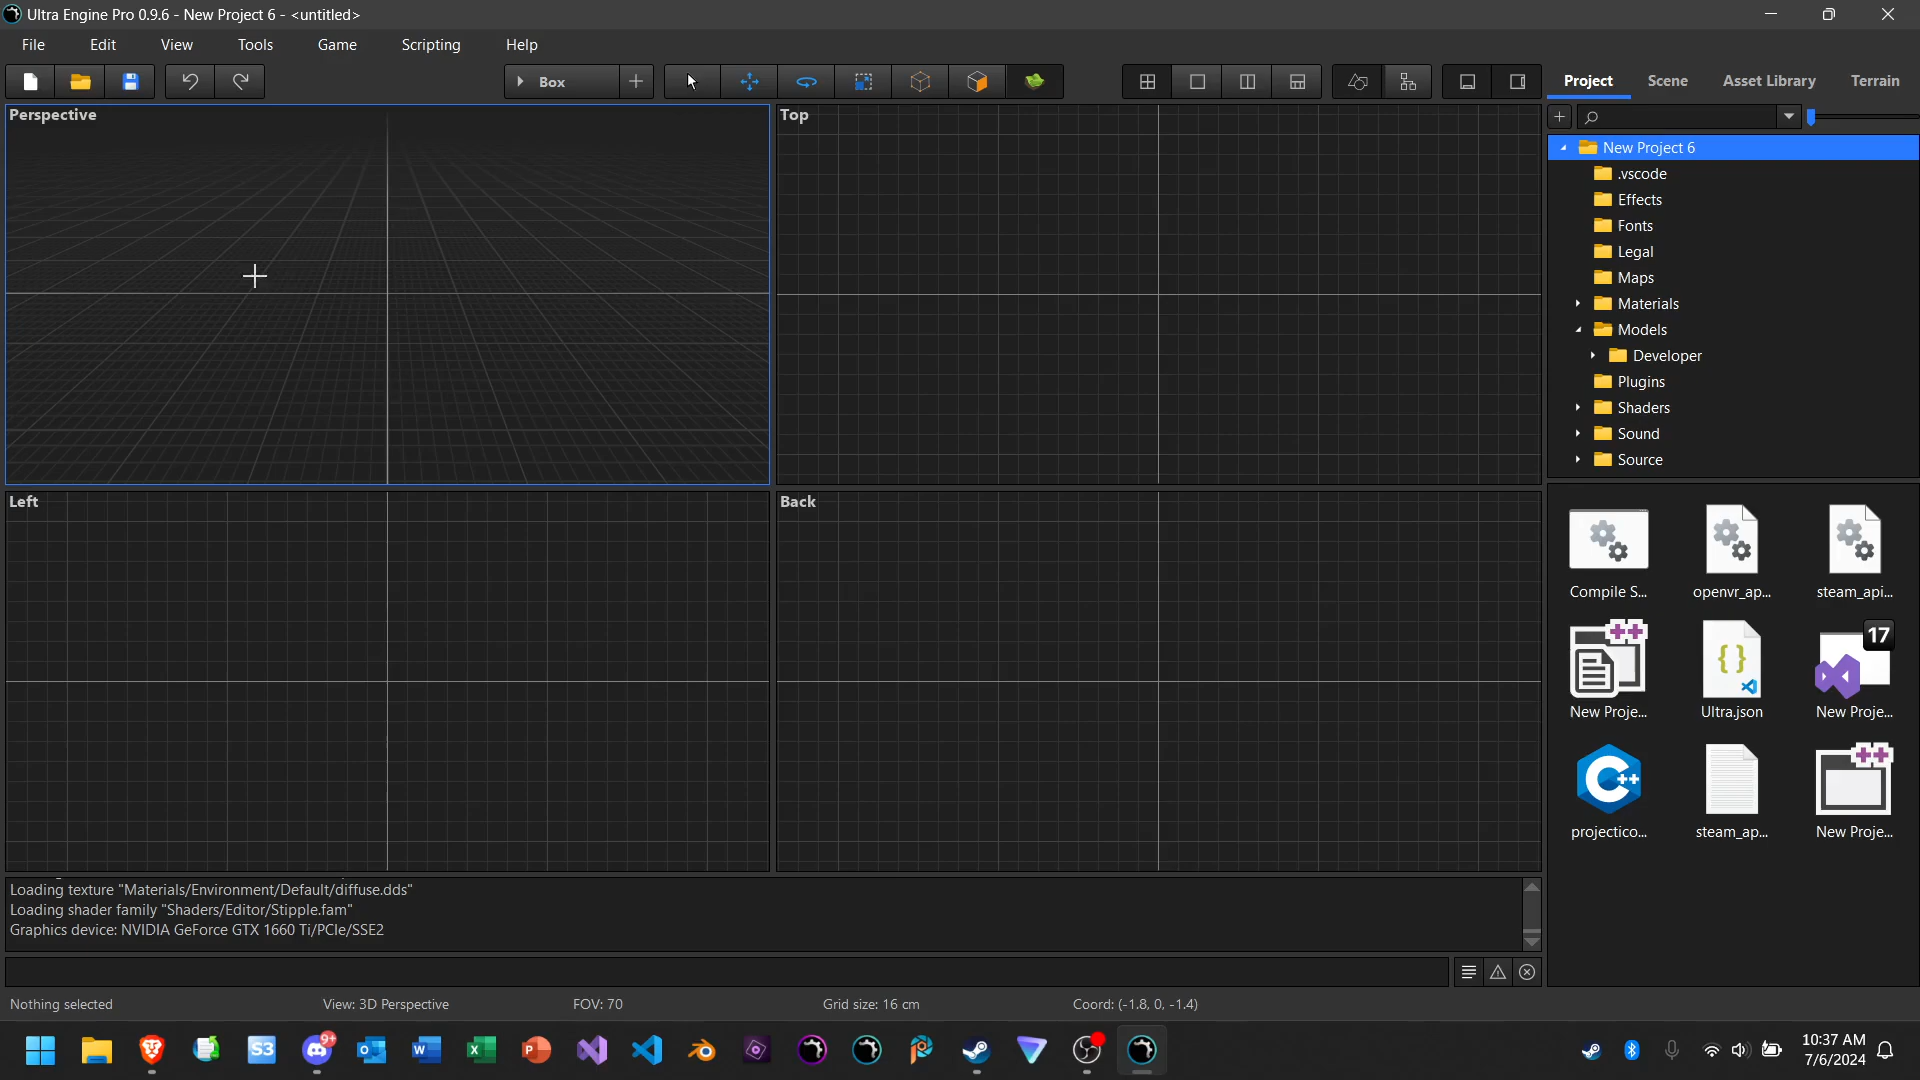 Ultra Engine Pro 0.9.6 - New Project 6 - <untitled>
File Edit View Tools Game Scripting Help
Box
Project Scene Asset Library Terrain
Perspective
Top
New Project 6
.vscode
Effects
Fonts
Legal
Maps
Materials
Models
Developer
Plugins
Shaders
Sound
Source
Left
Back
Compile S... openvr_ap... steam_api...
17
New Proje... Ultra.json New Proje...
C++
projectico... steam_ap... New Proje...
Loading texture "Materials/Environment/Default/diffuse.dds"
Loading shader family "Shaders/Editor/Stipple.fam"
Graphics device: NVIDIA GeForce GTX 1660 Ti/PCIe/SSE2
Nothing selected View: 3D Perspective FOV: 70 Grid size: 16 cm Coord: (-1.8, 0, -1.4)
S3 9+
10:37 AM
7/6/2024